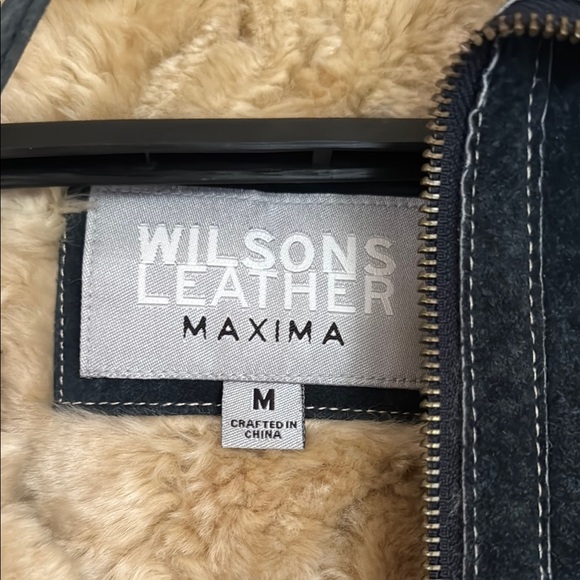 WILSONS
LEATHER
MAXIMA
M
CRAFTED IN
CHINA